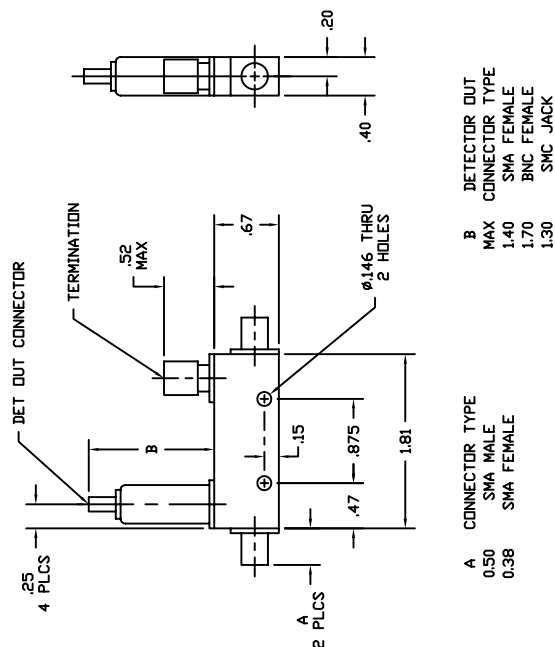 DET OUT CONNECTOR
TERMINATION
.25
4 PLCS
B
.52
MAX
.67
ø.146 THRU
2 HOLES
.15
.875
.47
1.81
A
2 PLCS
.20
.40
A CONNECTOR TYPE
0.50 SMA MALE
0.38 SMA FEMALE
B DETECTOR OUT
MAX CONNECTOR TYPE
1.40 SMA FEMALE
1.70 BNC FEMALE
1.30 SMC JACK